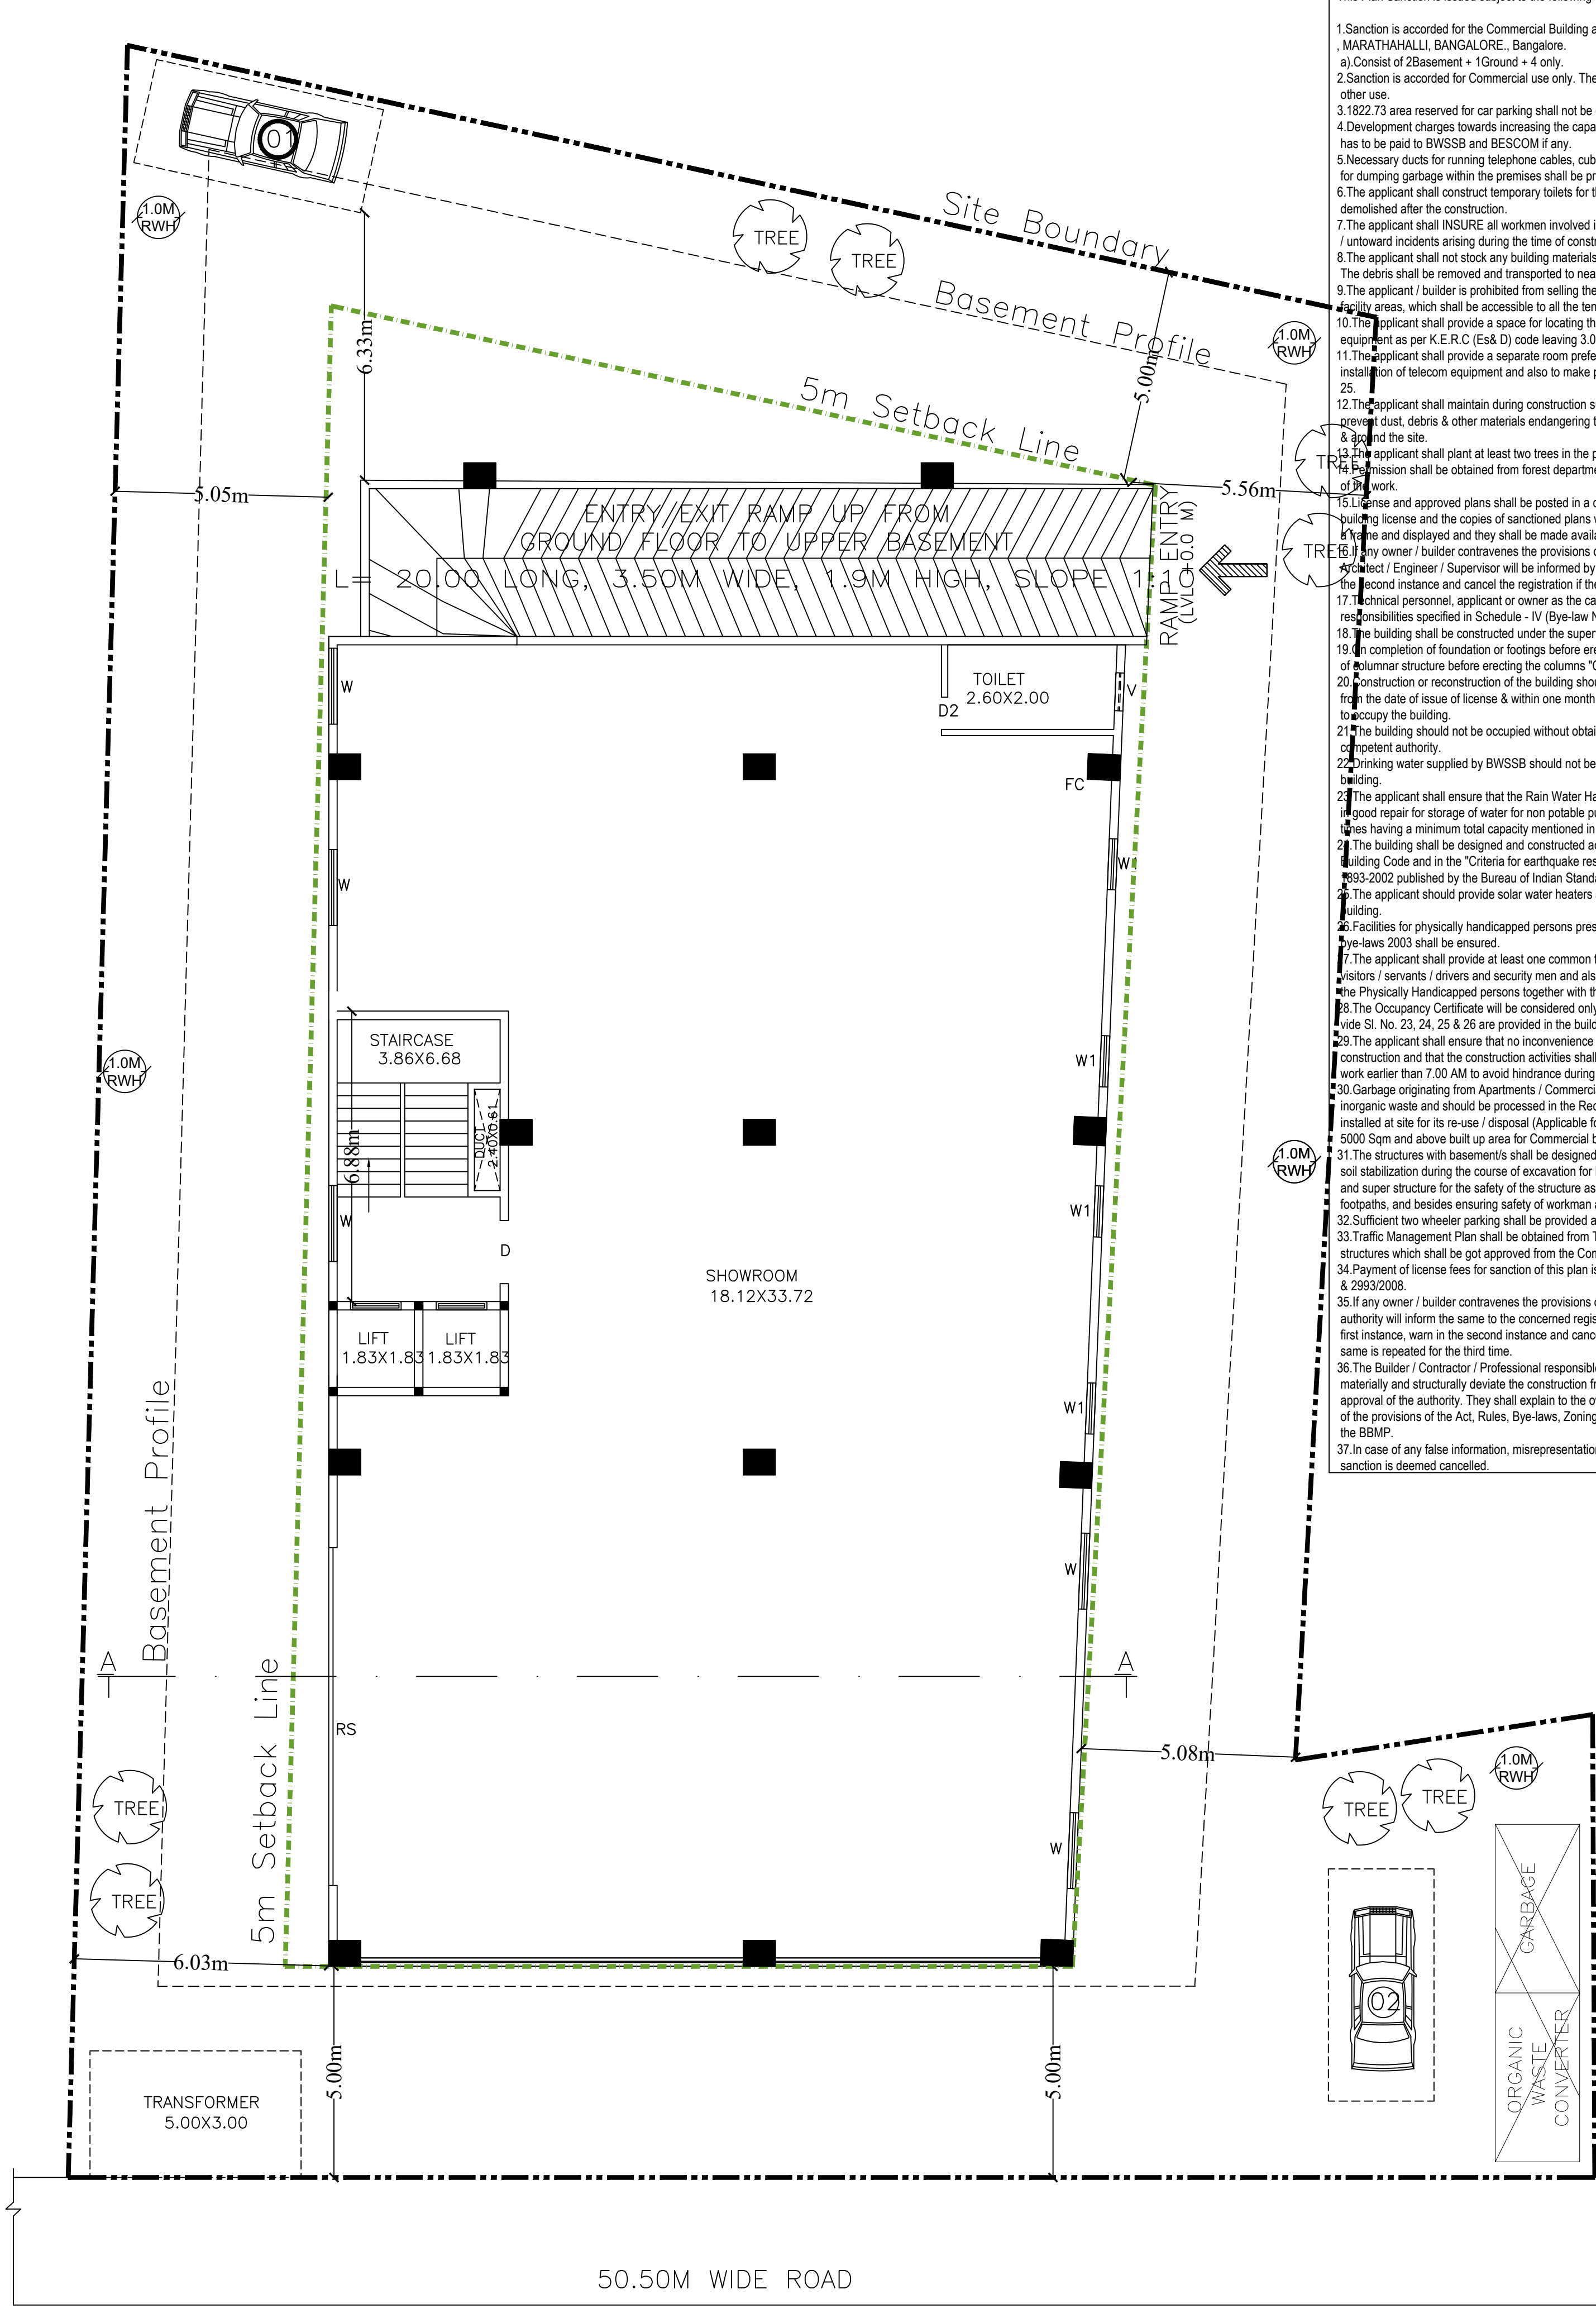 This Plan Sanction is issued subject to the following
1.Sanction is accorded for the Commercial Building a
, MARATHAHALLI, BANGALORE., Bangalore.
a).Consist of 2Basement + 1Ground + 4 only.
2.Sanction is accorded for Commercial use only. The
other use.
3.1822.73 area reserved for car parking shall not be
4.Development charges towards increasing the capa
has to be paid to BWSSB and BESCOM if any.
5.Necessary ducts for running telephone cables, cub
for dumping garbage within the premises shall be pr
6.The applicant shall construct temporary toilets for t
demolished after the construction.
7.The applicant shall INSURE all workmen involved i
/ untoward incidents arising during the time of constr
8.The applicant shall not stock any building materials
The debris shall be removed and transported to nea
9.The applicant / builder is prohibited from selling the
facility areas, which shall be accessible to all the ten
10.The applicant shall provide a space for locating th
equipment as per K.E.R.C (Es& D) code leaving 3.0
11.The applicant shall provide a separate room prefe
installation of telecom equipment and also to make p
25.
12.The applicant shall maintain during construction s
prevent dust, debris & other materials endangering t
& around the site.
13.The applicant shall plant at least two trees in the p
14.Permission shall be obtained from forest departme
of the work.
15.License and approved plans shall be posted in a c
building license and the copies of sanctioned plans w
a frame and displayed and they shall be made availa
16.If any owner / builder contravenes the provisions o
Architect / Engineer / Supervisor will be informed by
the second instance and cancel the registration if the
17.Technical personnel, applicant or owner as the ca
responsibilities specified in Schedule - IV (Bye-law N
18.The building shall be constructed under the super
19.On completion of foundation or footings before ere
of columnar structure before erecting the columns "C
20.Construction or reconstruction of the building shou
from the date of issue of license & within one month
to occupy the building.
21.The building should not be occupied without obtai
competent authority.
22.Drinking water supplied by BWSSB should not be
building.
23.The applicant shall ensure that the Rain Water Ha
in good repair for storage of water for non potable pu
times having a minimum total capacity mentioned in
24.The building shall be designed and constructed ad
Building Code and in the "Criteria for earthquake res
1893-2002 published by the Bureau of Indian Standa
25.The applicant should provide solar water heaters
building.
26.Facilities for physically handicapped persons pres
bye-laws 2003 shall be ensured.
27.The applicant shall provide at least one common t
visitors / servants / drivers and security men and als
the Physically Handicapped persons together with th
28.The Occupancy Certificate will be considered only
vide Sl. No. 23, 24, 25 & 26 are provided in the build
29.The applicant shall ensure that no inconvenience
construction and that the construction activities shall
work earlier than 7.00 AM to avoid hindrance during
30.Garbage originating from Apartments / Commerci
inorganic waste and should be processed in the Rec
installed at site for its re-use / disposal (Applicable fo
5000 Sqm and above built up area for Commercial b
31.The structures with basement/s shall be designed
soil stabilization during the course of excavation for
and super structure for the safety of the structure as
footpaths, and besides ensuring safety of workman a
32.Sufficient two wheeler parking shall be provided a
33.Traffic Management Plan shall be obtained from T
structures which shall be got approved from the Com
34.Payment of license fees for sanction of this plan is
& 2993/2008.
35.If any owner / builder contravenes the provisions o
authority will inform the same to the concerned regis
first instance, warn in the second instance and canc
same is repeated for the third time.
36.The Builder / Contractor / Professional responsible
materially and structurally deviate the construction fr
approval of the authority. They shall explain to the ov
of the provisions of the Act, Rules, Bye-laws, Zoning
the BBMP.
37.In case of any false information, misrepresentation
sanction is deemed cancelled.
01
1.0M
RWH
TREE
TREE
Site Boundary
Basement Profile
5m Setback Line
6.33m
5.00m
1.0M
RWH
5.05m
5.56m
TREE
TREE
ENTRY/EXIT RAMP UP FROM
GROUND FLOOR TO UPPER BASEMENT
L= 20.00 LONG, 3.50M WIDE, 1.9M HIGH, SLOPE 1:10
RAMP ENTRY
(LVL +0.0 M)
TOILET
2.60X2.00
W
V
D2
FC
W
W
1.0M
RWH
STAIRCASE
3.86X6.68
W1
6.88m
DUCT
2.40X0.61
1.0M
RWH
W
W1
D
SHOWROOM
18.12X33.72
LIFT
1.83X1.83
LIFT
1.83X1.83
W1
Basement Profile
W
A
A
5m Setback Line
RS
5.08m
1.0M
RWH
TREE
TREE
TREE
TREE
W
GARBAGE
02
6.03m
ORGANIC
WASTE
CONVERTER
5.00m
5.00m
TRANSFORMER
5.00X3.00
50.50M WIDE ROAD